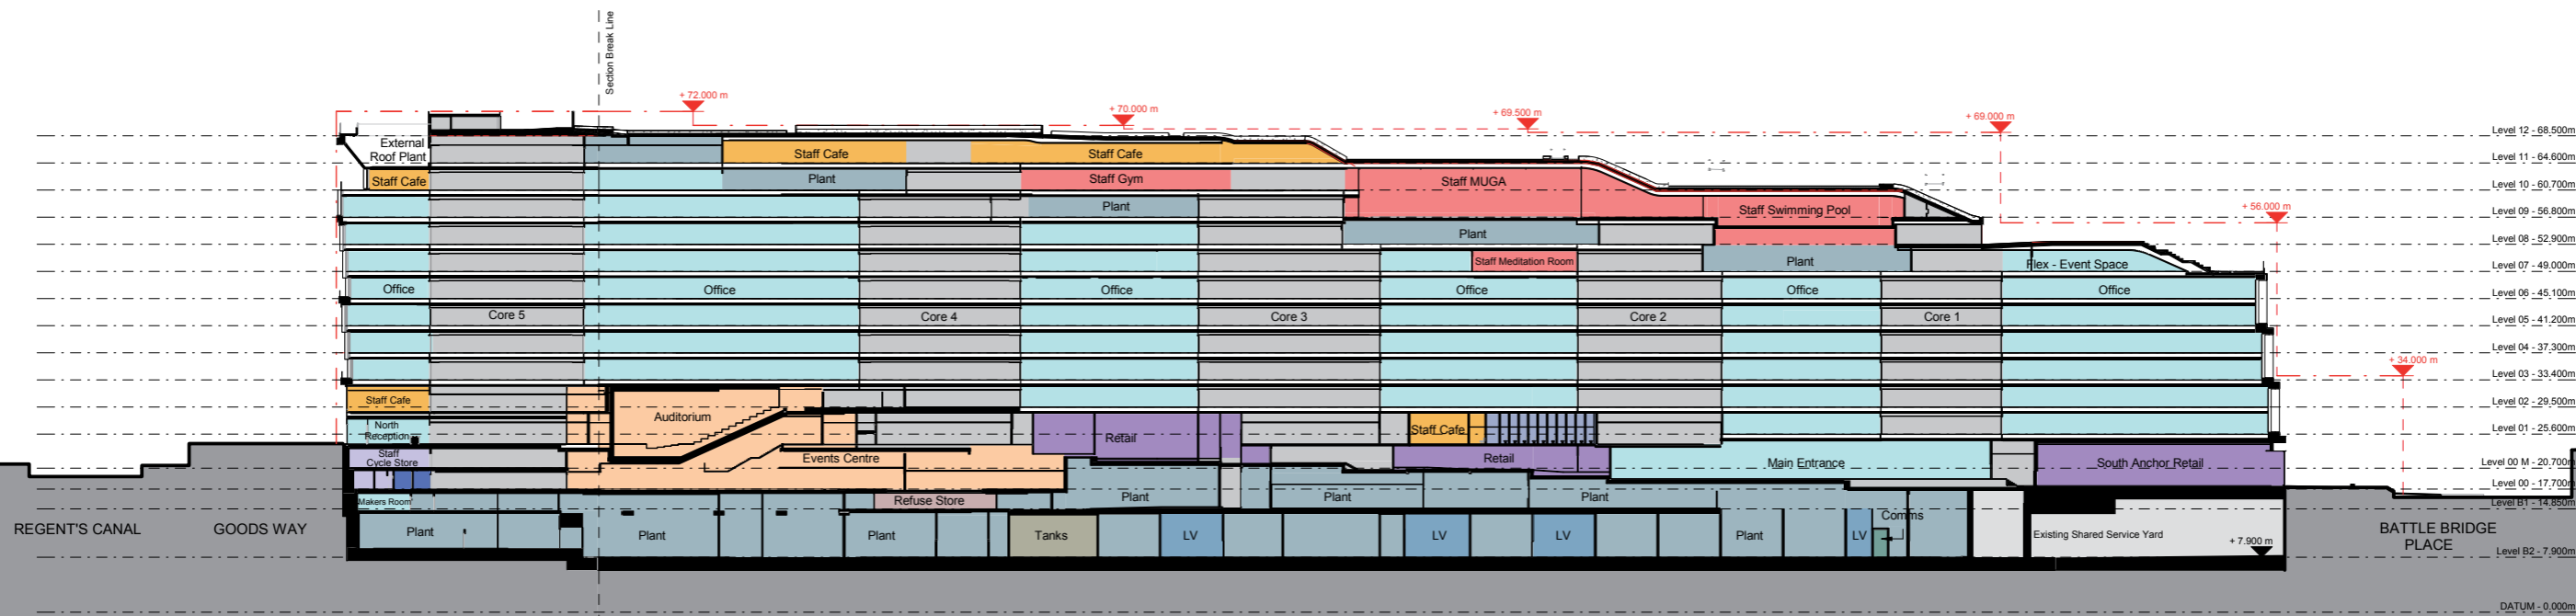 Section Break Line
+ 72.000 m
+ 70.000 m
+ 69.500 m
+ 69.000 m
+ 56.000 m
+ 34.000 m
Level 12 - 68.500m
Level 11 - 64.600m
Level 10 - 60.700m
Level 09 - 56.800m
Level 08 - 52.900m
Level 07 - 49.000m
Level 06 - 45.100m
Level 05 - 41.200m
Level 04 - 37.300m
Level 03 - 33.400m
Level 02 - 29.500m
Level 01 - 25.600m
Level 00 M - 20.700m
Level 00 - 17.700m
Level B1 - 14.850m
Level B2 - 7.900m
DATUM - 0.000m
External
Roof Plant
Staff Cafe
Staff Cafe
Staff Cafe
Plant
Staff Gym
Staff MUGA
Plant
Staff Swimming Pool
Plant
Staff Meditation Room
Plant
Flex - Event Space
Office
Office
Office
Office
Office
Office
Core 5
Core 4
Core 3
Core 2
Core 1
Staff Cafe
Auditorium
North
Reception
Retail
Staff Cafe
Staff
Cycle Store
Events Centre
Retail
Main Entrance
South Anchor Retail
Makers Room
Refuse Store
Plant
Plant
Plant
Comms
REGENT'S CANAL
GOODS WAY
Plant
Plant
Plant
Tanks
LV
LV
LV
Plant
LV
Existing Shared Service Yard
+ 7.900 m
BATTLE BRIDGE
PLACE